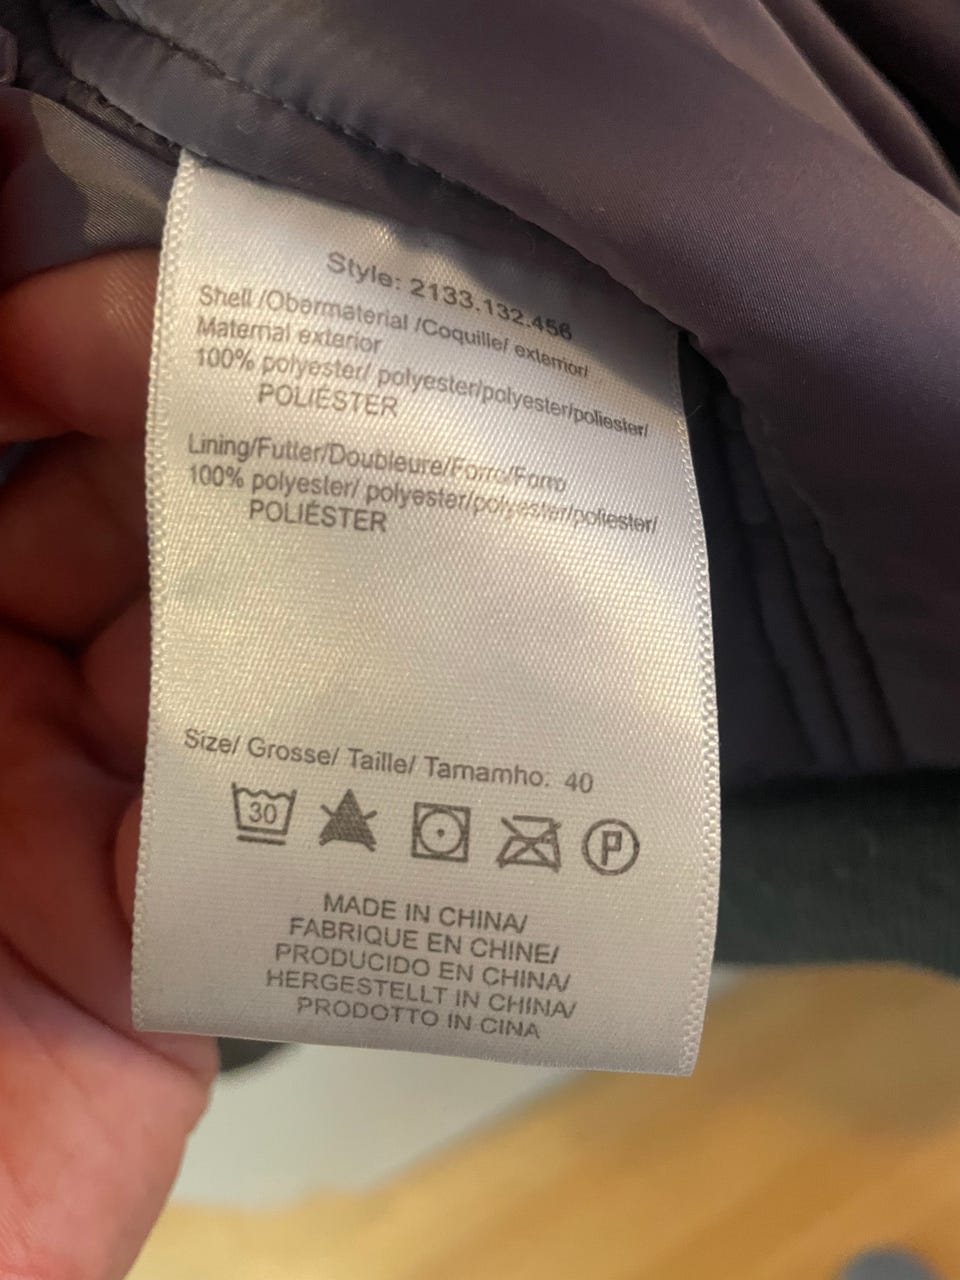 Style: 2133.132.456
Shell /Obermaterial /Coquille/ exterior/
Maternal exterior
100% polyester/ polyester/polyester/poliester/
POLIÉSTER
Lining/Futter/Doubleure/Forro/Forro
100% polyester/ polyester/polyester/poliester/
POLIÉSTER
Size/ Grosse/ Taille/ Tamamho: 40
30
P
MADE IN CHINA/
FABRIQUE EN CHINE/
PRODUCIDO EN CHINA/
HERGESTELLT IN CHINA/
PRODOTTO IN CINA